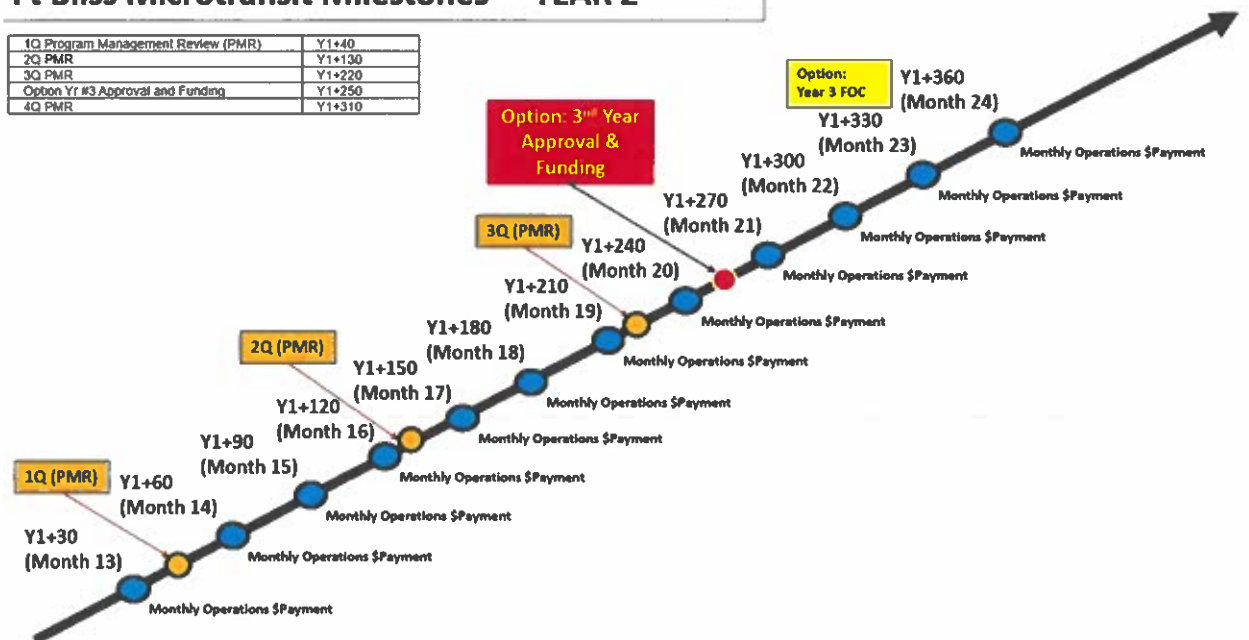 Ft Bliss Microtransit Milestones - YEAR 2
1Q Program Management Review (PMR) Y1+40
2Q PMR Y1+130
3Q PMR Y1+220
Option Yr #3 Approval and Funding Y1+250
4Q PMR Y1+310
Option:
Year 3 FOC
Y1+360
(Month 24)
Option: 3rd Year
Approval &
Funding
Y1+330
(Month 23)
Monthly Operations $Payment
Y1+300
(Month 22)
Monthly Operations $Payment
Y1+270
(Month 21)
Monthly Operations $Payment
3Q (PMR)
Y1+240
(Month 20)
Monthly Operations $Payment
Y1+210
(Month 19)
Monthly Operations $Payment
Y1+180
(Month 18)
Monthly Operations $Payment
2Q (PMR)
Y1+150
(Month 17)
Monthly Operations $Payment
Y1+120
(Month 16)
Monthly Operations $Payment
Y1+90
(Month 15)
Monthly Operations $Payment
1Q (PMR)
Y1+60
(Month 14)
Monthly Operations $Payment
Y1+30
(Month 13)
Monthly Operations $Payment
Monthly Operations $Payment